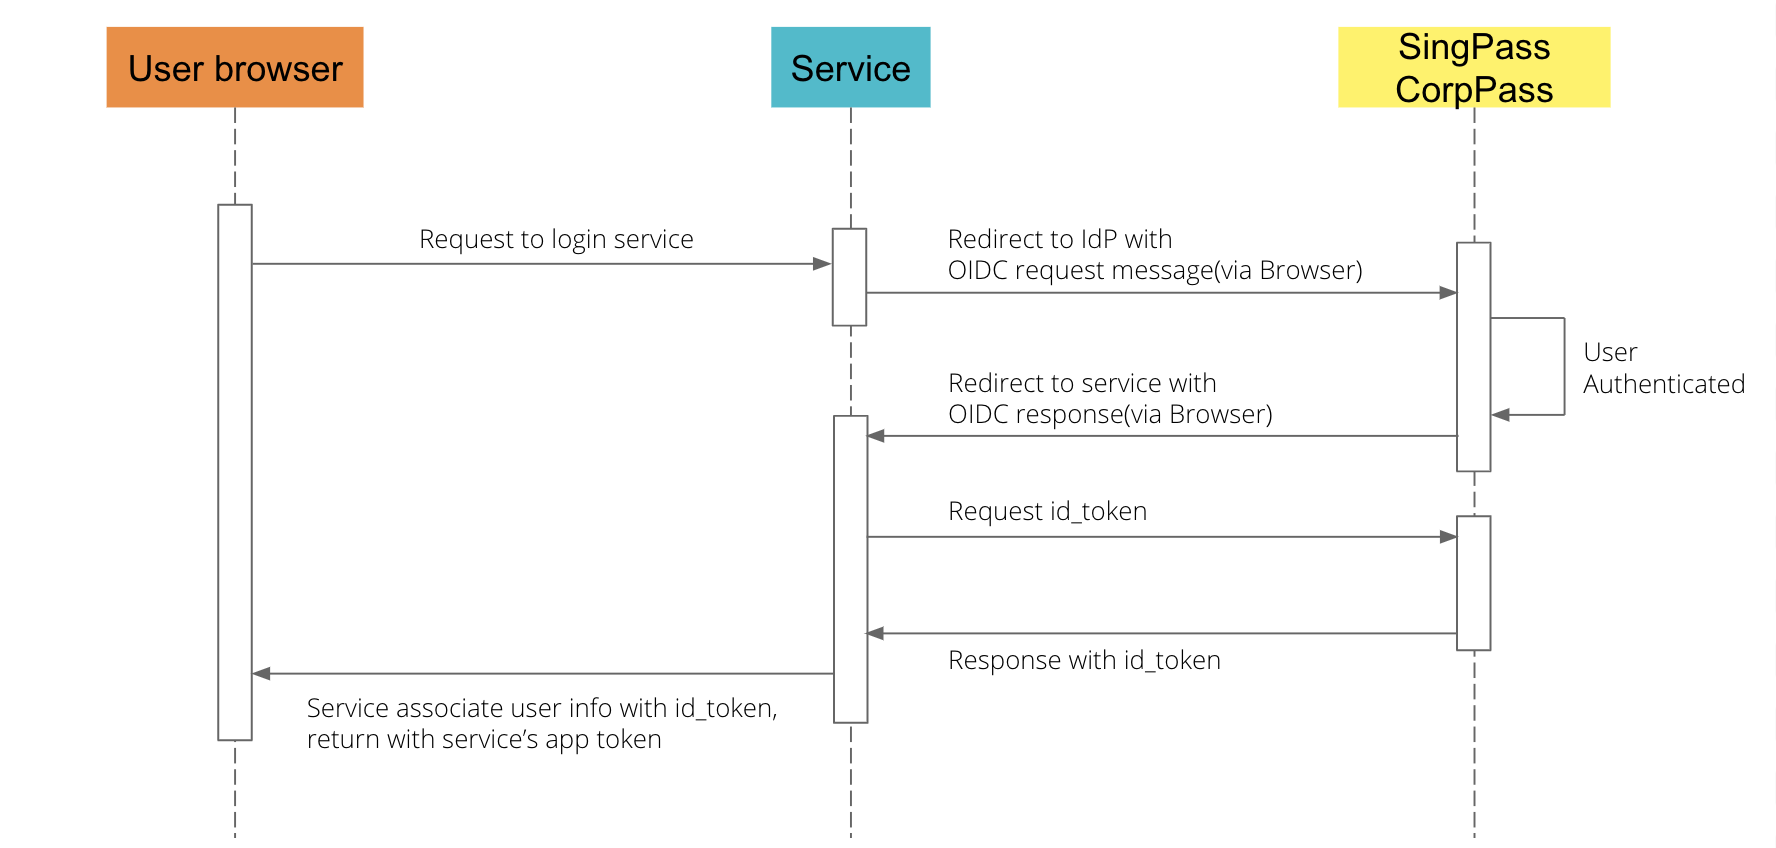 User browser
Service
SingPass
CorpPass
Request to login service
Redirect to IdP with
OIDC request message(via Browser)
User
Authenticated
Redirect to service with
OIDC response(via Browser)
Request id_token
Response with id_token
Service associate user info with id_token,
return with service’s app token